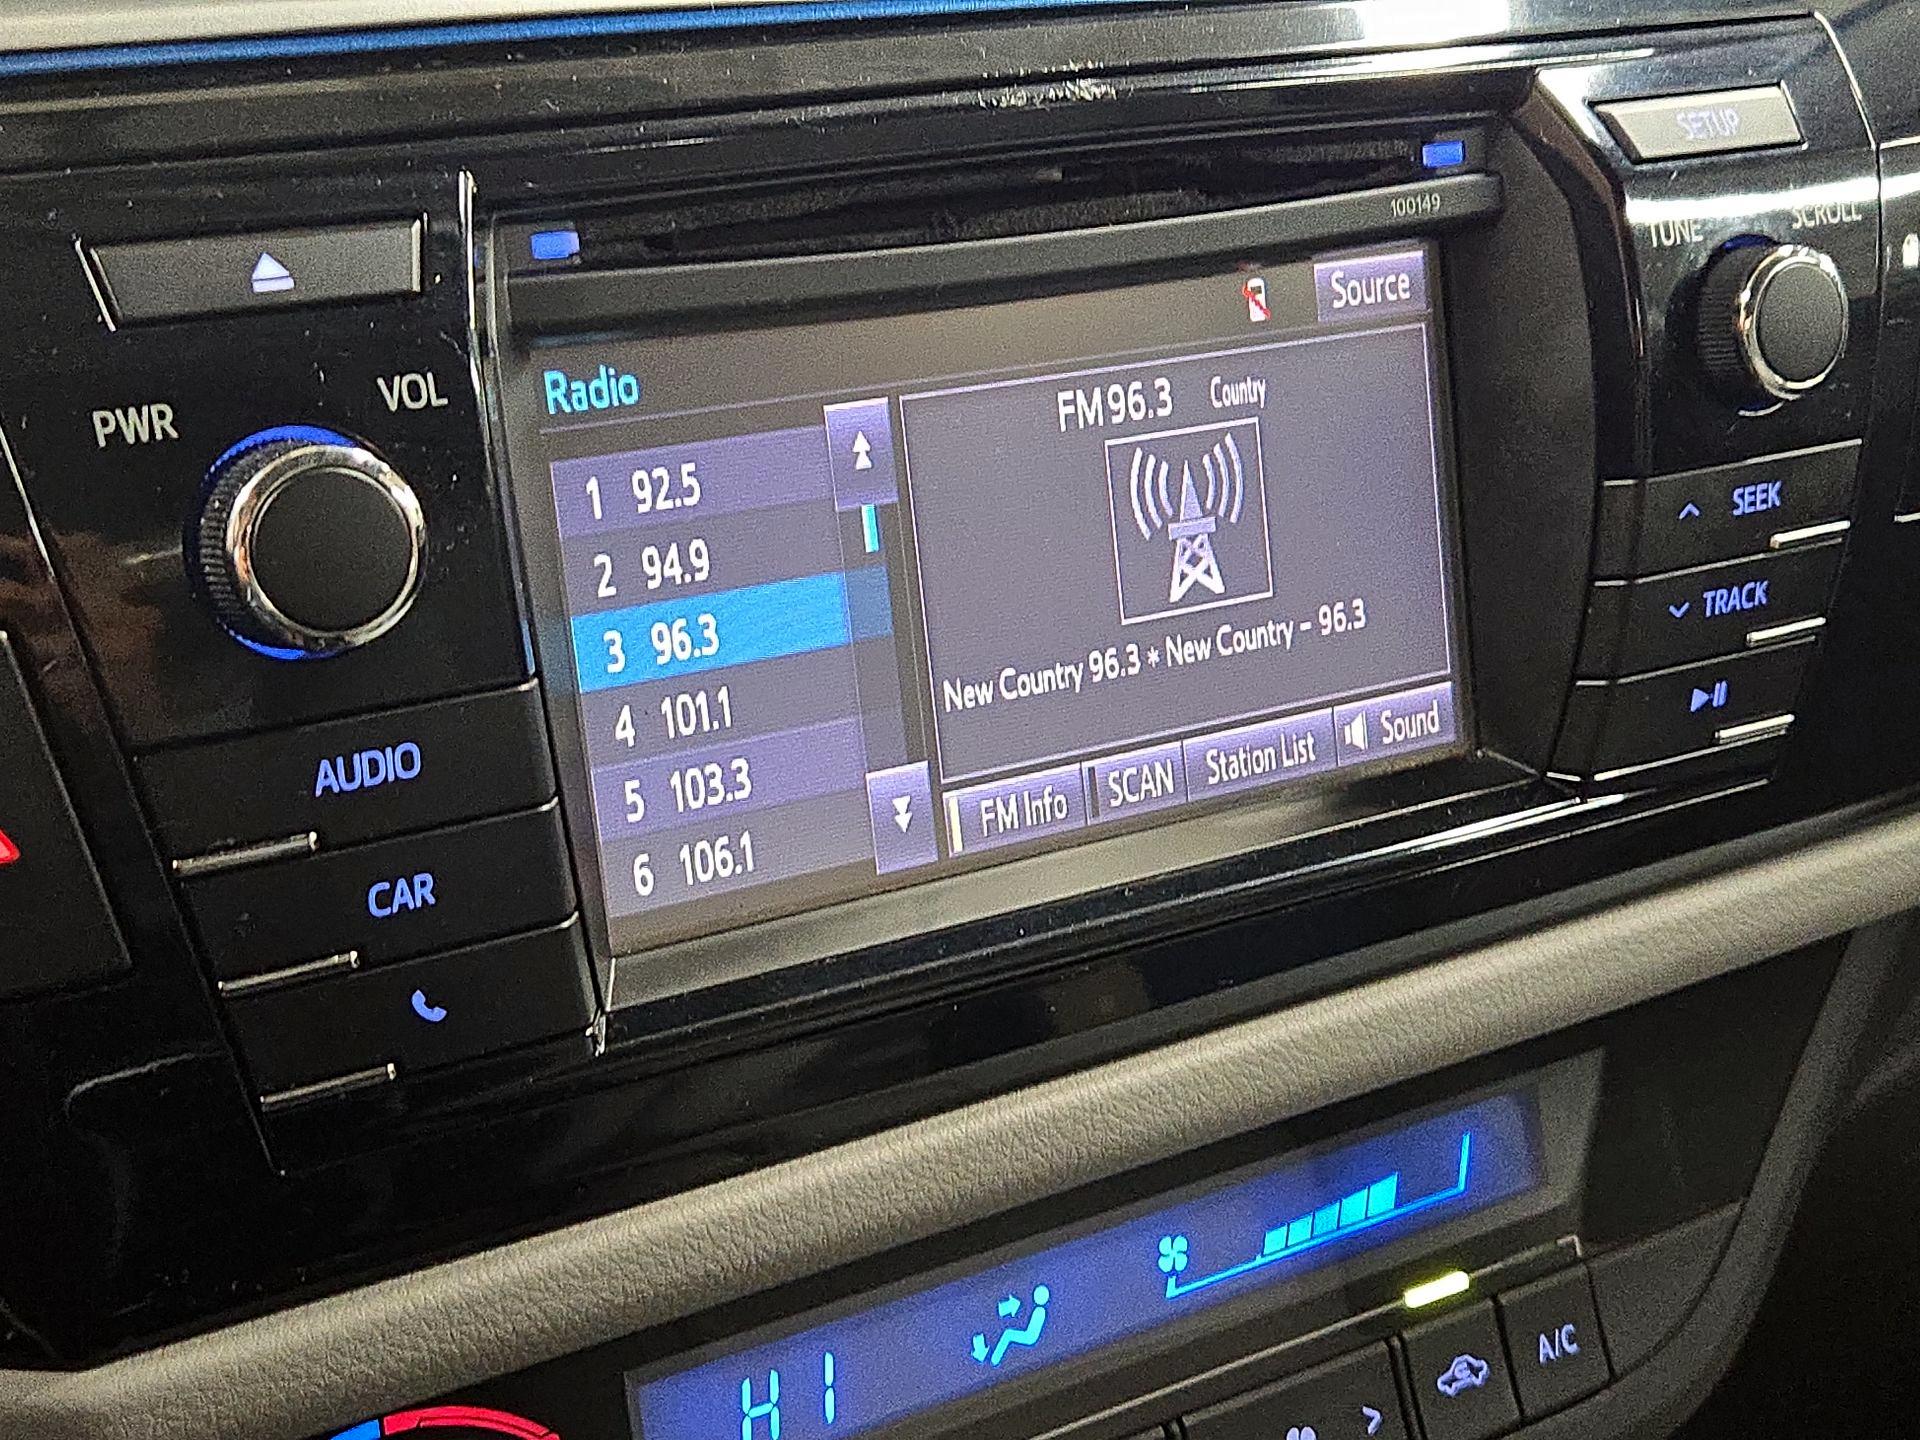 SETUP
TUNE SCROLL
100149
Source
PWR VOL
Radio
FM 96.3 Country
1 92.5
2 94.9
3 96.3
4 101.1
5 103.3
6 106.1
New Country 96.3 * New Country - 96.3
FM Info SCAN Station List Sound
SEEK
TRACK
AUDIO
CAR
HI
A/C